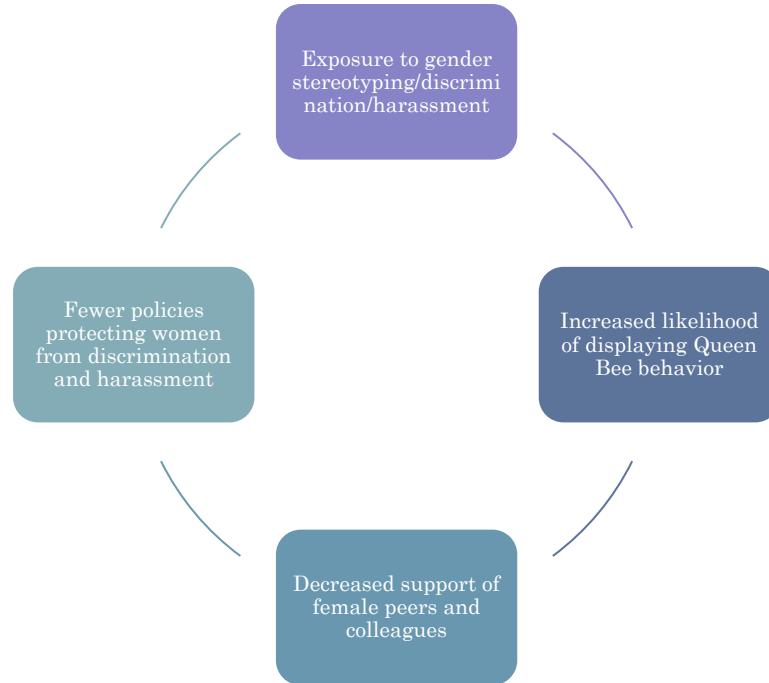 Exposure to gender
stereotyping/discrimi
nation/harassment
Fewer policies
protecting women
from discrimination
and harassment
Increased likelihood
of displaying Queen
Bee behavior
Decreased support of
female peers and
colleagues